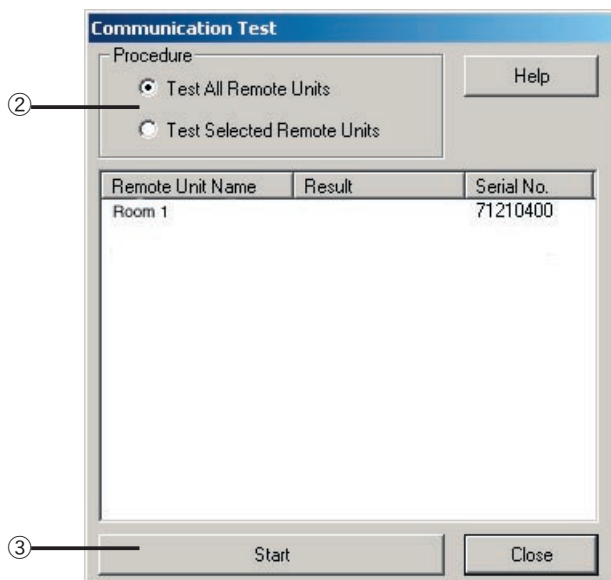 Communication Test
Procedure
Help
② Test All Remote Units
Test Selected Remote Units
Remote Unit Name Result Serial No.
Room 1 71210400
③ Start Close